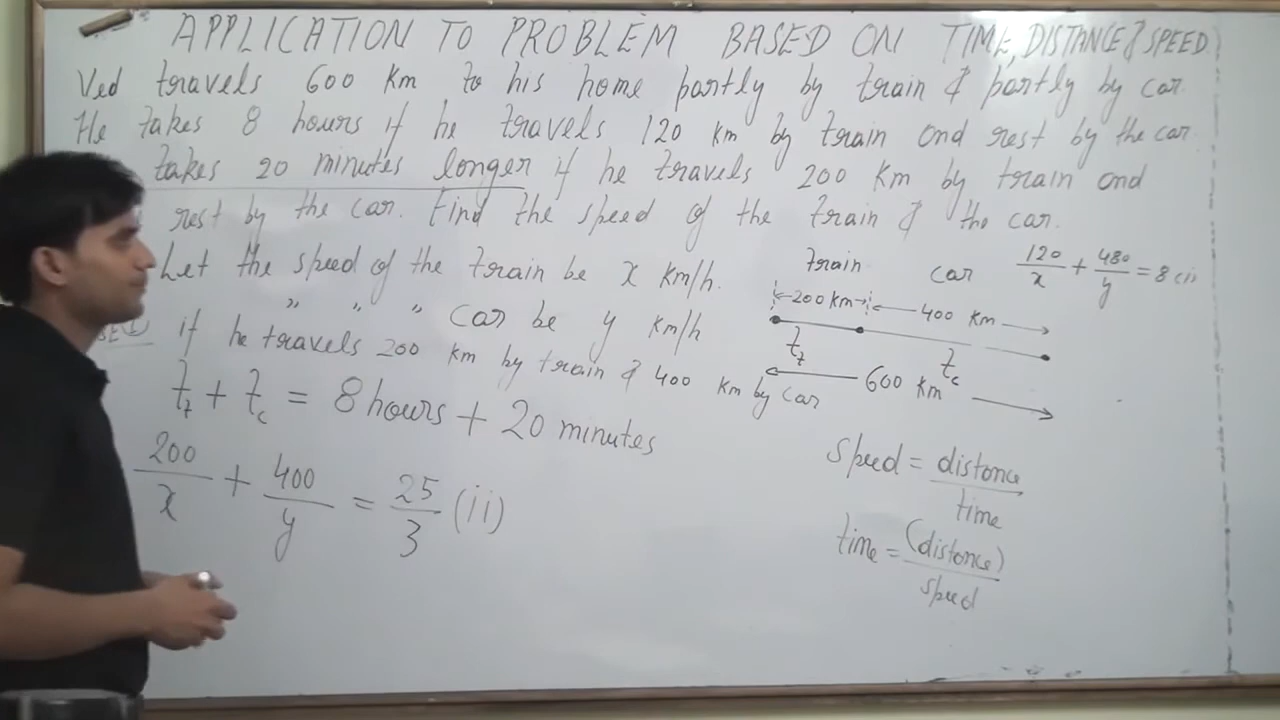 APPLICATION TO PROBLEM BASED ON TIME, DISTANCE & SPEED
Ved travels 600 Km to his home partly by train & partly by car
He takes 8 hours if he travels 120 km by train and rest by the car
takes 20 minutes longer if he travels 200 Km by train and
rest by the car. Find the speed of the train & the car.
Let the speed of the train be x km/h.
" " " car be y km/h
if he travels 200 km by train & 400 km by car
t_t + t_c = 8 hours + 20 minutes
200/x + 400/y = 25/3 (ii)
train car
120/x + 480/y = 8 (i)
200 km 400 km
t_t t_c
600 km
speed = distance/time
time = (distance)/speed